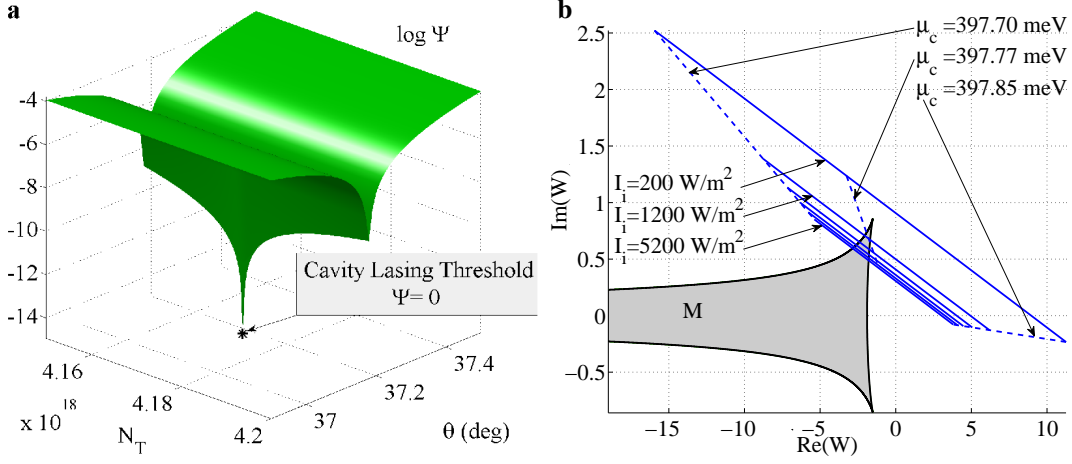 a
log Ψ
-4
-6
-8
-10
-12
-14
Cavity Lasing Threshold
Ψ= 0
4.16
4.18
4.2
x 10^18
N_T
37
37.2
37.4
θ (deg)
b
μ_c =397.70 meV
μ_c =397.77 meV
μ_c =397.85 meV
2.5
2
1.5
1
0.5
0
−0.5
Im(W)
I_i=200 W/m^2
I_i=1200 W/m^2
I_i=5200 W/m^2
M
−15
−10
−5
0
5
10
Re(W)